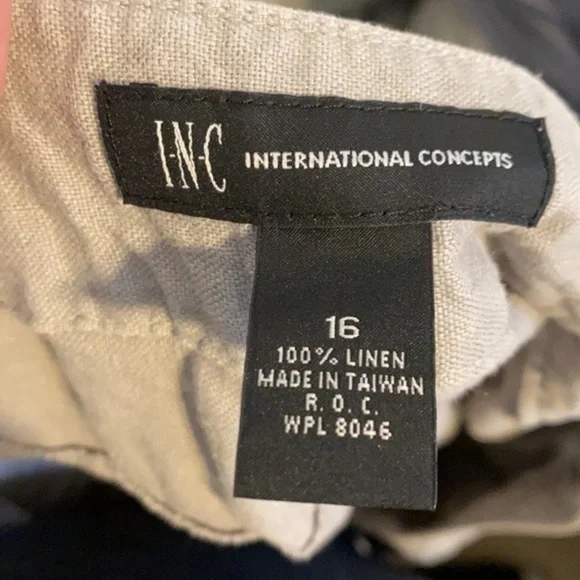 I·N·C INTERNATIONAL CONCEPTS
16
100% LINEN
MADE IN TAIWAN
R. O. C.
WPL 8046